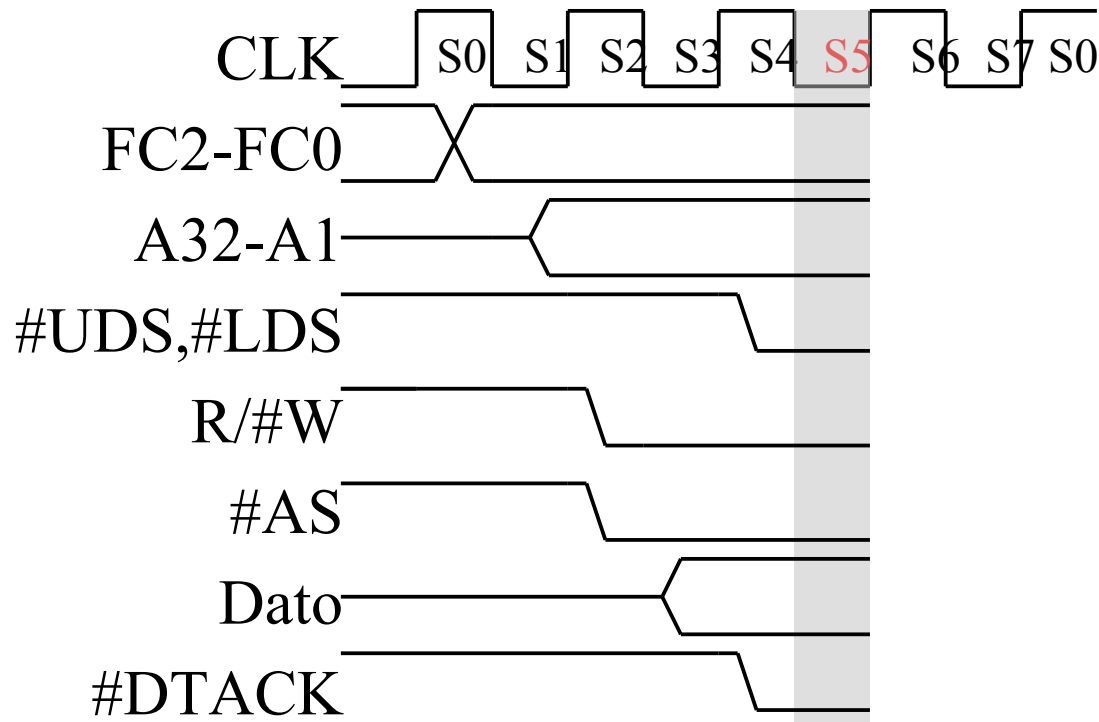 CLK S0 S1 S2 S3 S4 S5 S6 S7 S0
FC2-FC0
A32-A1
#UDS,#LDS
R/#W
#AS
Dato
#DTACK